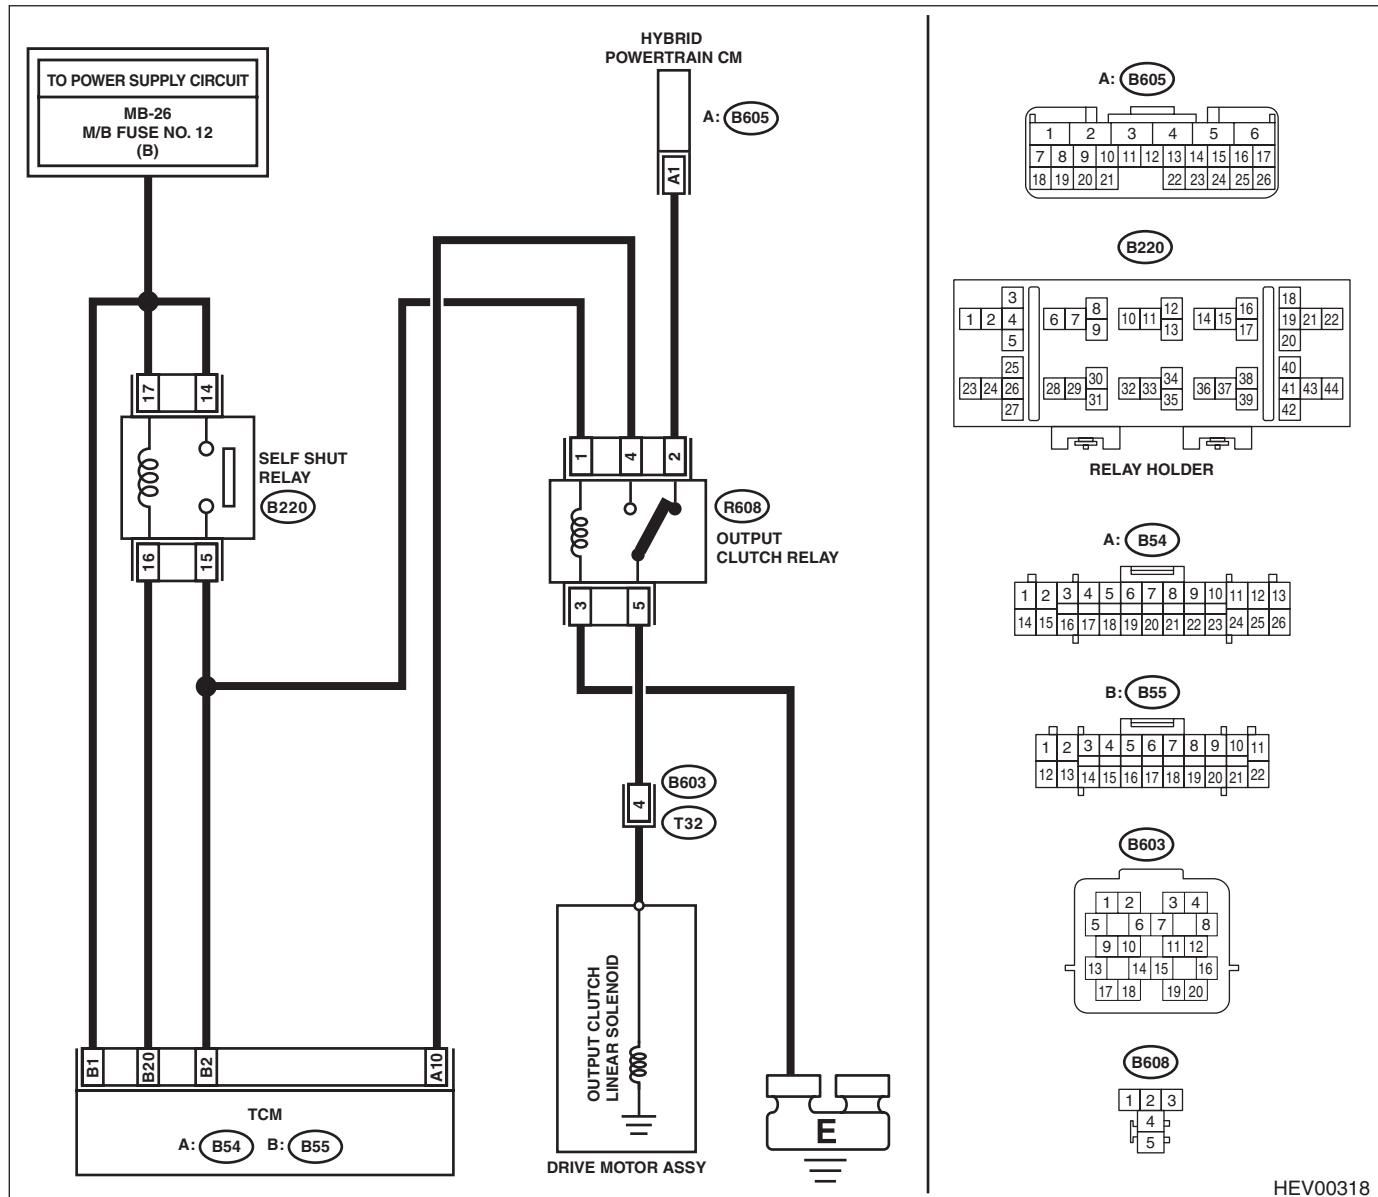 TO POWER SUPPLY CIRCUIT
MB-26
M/B FUSE NO. 12
(B)
HYBRID
POWERTRAIN CM
A: B605
A1
17 14
SELF SHUT
RELAY
B220
16 15
1 4 2
R608
OUTPUT
CLUTCH RELAY
3 5
B603
4
T32
OUTPUT CLUTCH
LINEAR SOLENOID
DRIVE MOTOR ASSY
E
B1 B20 B2 A10
TCM
A: B54 B: B55
A: B605
1 2 3 4 5 6
7 8 9 10 11 12 13 14 15 16 17
18 19 20 21 22 23 24 25 26
B220
3 8 12 16 18
1 2 4 6 7 10 11 14 15 19 21 22
5 9 13 17 20
25 30 34 38 40
23 24 26 28 29 32 33 36 37 41 43 44
27 31 35 39 42
RELAY HOLDER
A: B54
1 2 3 4 5 6 7 8 9 10 11 12 13
14 15 16 17 18 19 20 21 22 23 24 25 26
B: B55
1 2 3 4 5 6 7 8 9 10 11
12 13 14 15 16 17 18 19 20 21 22
B603
1 2 3 4
5 6 7 8
9 10 11 12
13 14 15 16
17 18 19 20
B608
1 2 3
4
5
HEV00318